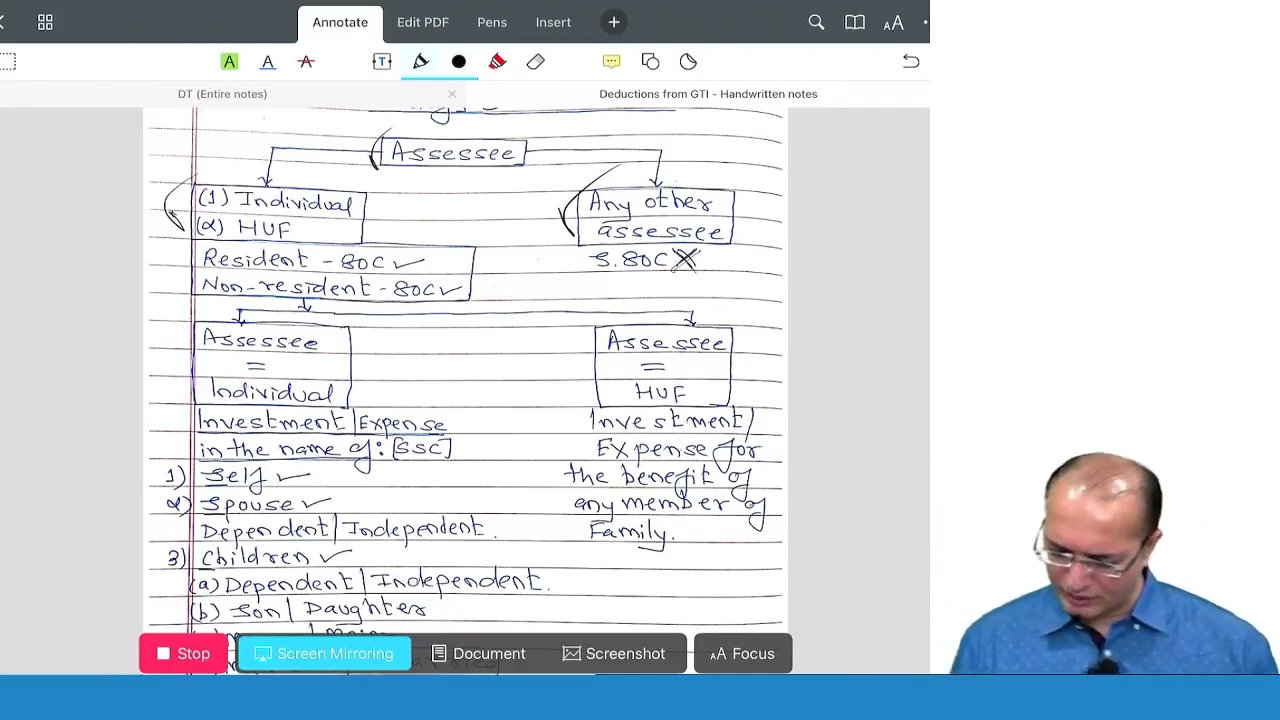 Annotate Edit PDF Pens Insert
DT (Entire notes) Deductions from GTI - Handwritten notes
Assessee
(1) Individual
(2) HUF
Any other
assessee
S.80C X
Resident - 80C ✓
Non-resident - 80C ✓
Assessee
=
Individual
Assessee
=
HUF
Investment/Expense
in the name of: [SSC]
1) Self ✓
2) Spouse ✓
Dependent/Independent.
3) Children ✓
(a) Dependent/Independent.
(b) Son/Daughter
Investment/
Expense for
the benefit of
any member of
Family.
Stop Screen Mirroring Document Screenshot AA Focus